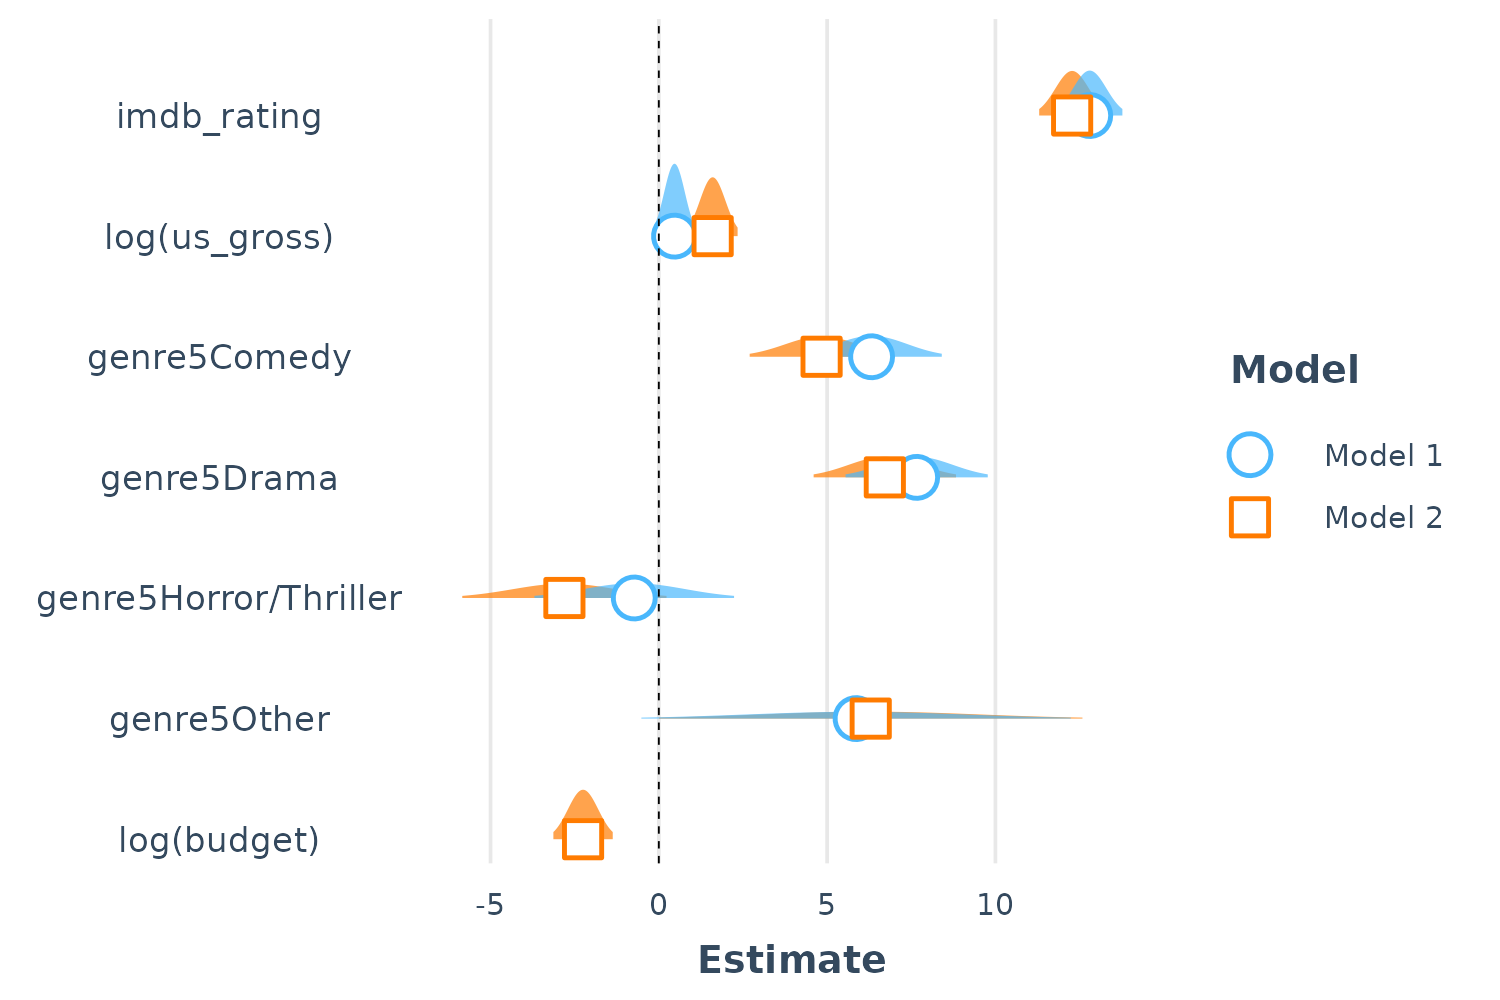 imdb_rating
log(us_gross)
genre5Comedy
genre5Drama
genre5Horror/Thriller
genre5Other
log(budget)
-5 0 5 10
Estimate
Model
Model 1
Model 2